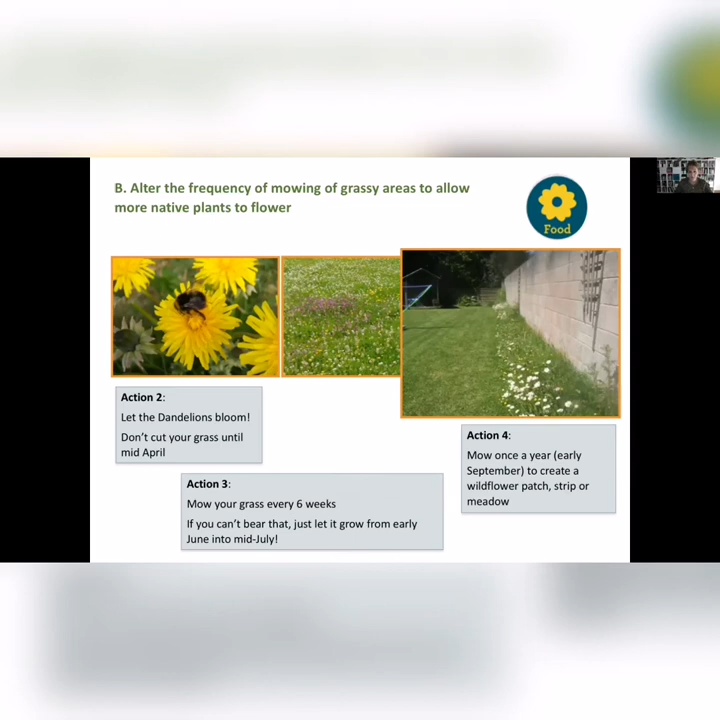 B. Alter the frequency of mowing of grassy areas to allow
more native plants to flower
Food
Action 2:
Let the Dandelions bloom!
Don't cut your grass until
mid April
Action 3:
Mow your grass every 6 weeks
If you can't bear that, just let it grow from early
June into mid-July!
Action 4:
Mow once a year (early
September) to create a
wildflower patch, strip or
meadow